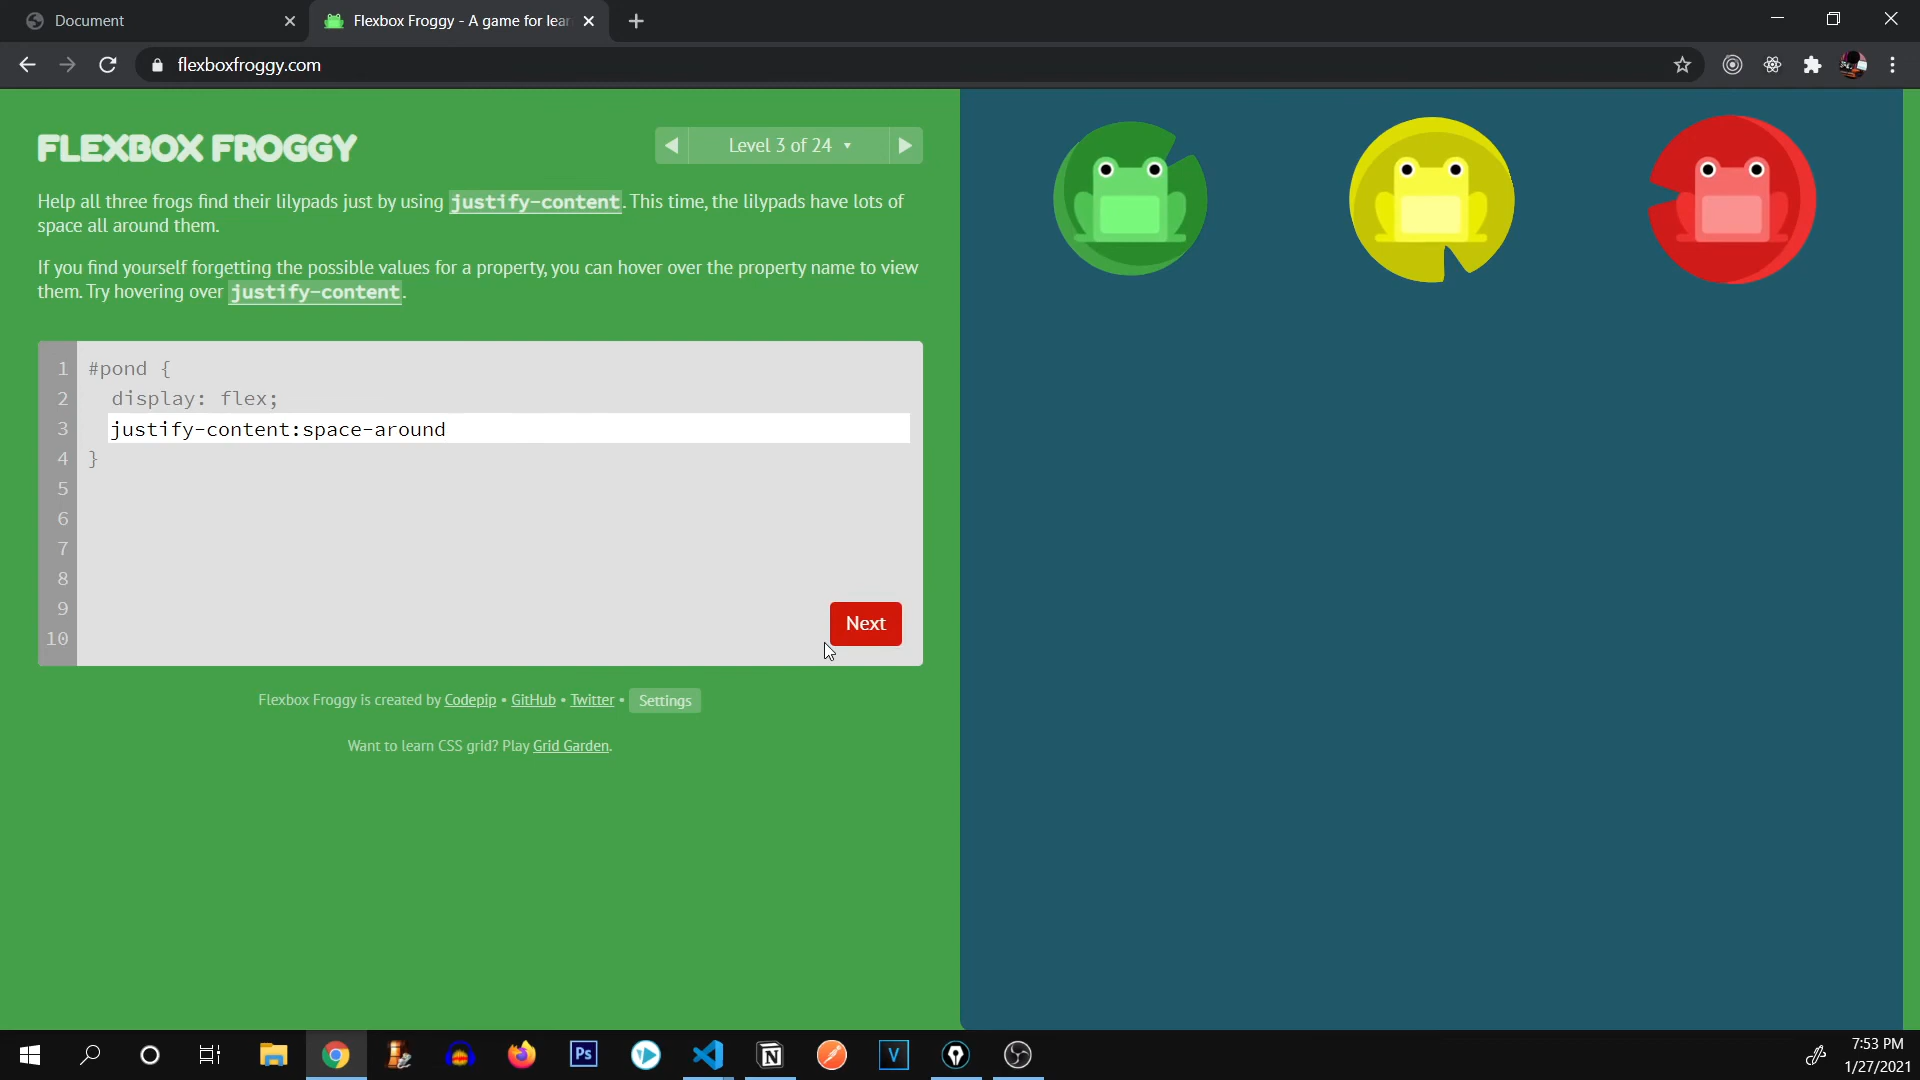 Document
Flexbox Froggy - A game for lear
flexboxfroggy.com
FLEXBOX FROGGY
Level 3 of 24
Help all three frogs find their lilypads just by using justify-content. This time, the lilypads have lots of
space all around them.
If you find yourself forgetting the possible values for a property, you can hover over the property name to view
them. Try hovering over justify-content.
1 #pond {
2 display: flex;
3 justify-content:space-around
4 }
5
6
7
8
9
10
Next
Flexbox Froggy is created by Codepip • GitHub • Twitter • Settings
Want to learn CSS grid? Play Grid Garden.
Ps
V
7:53 PM
1/27/2021